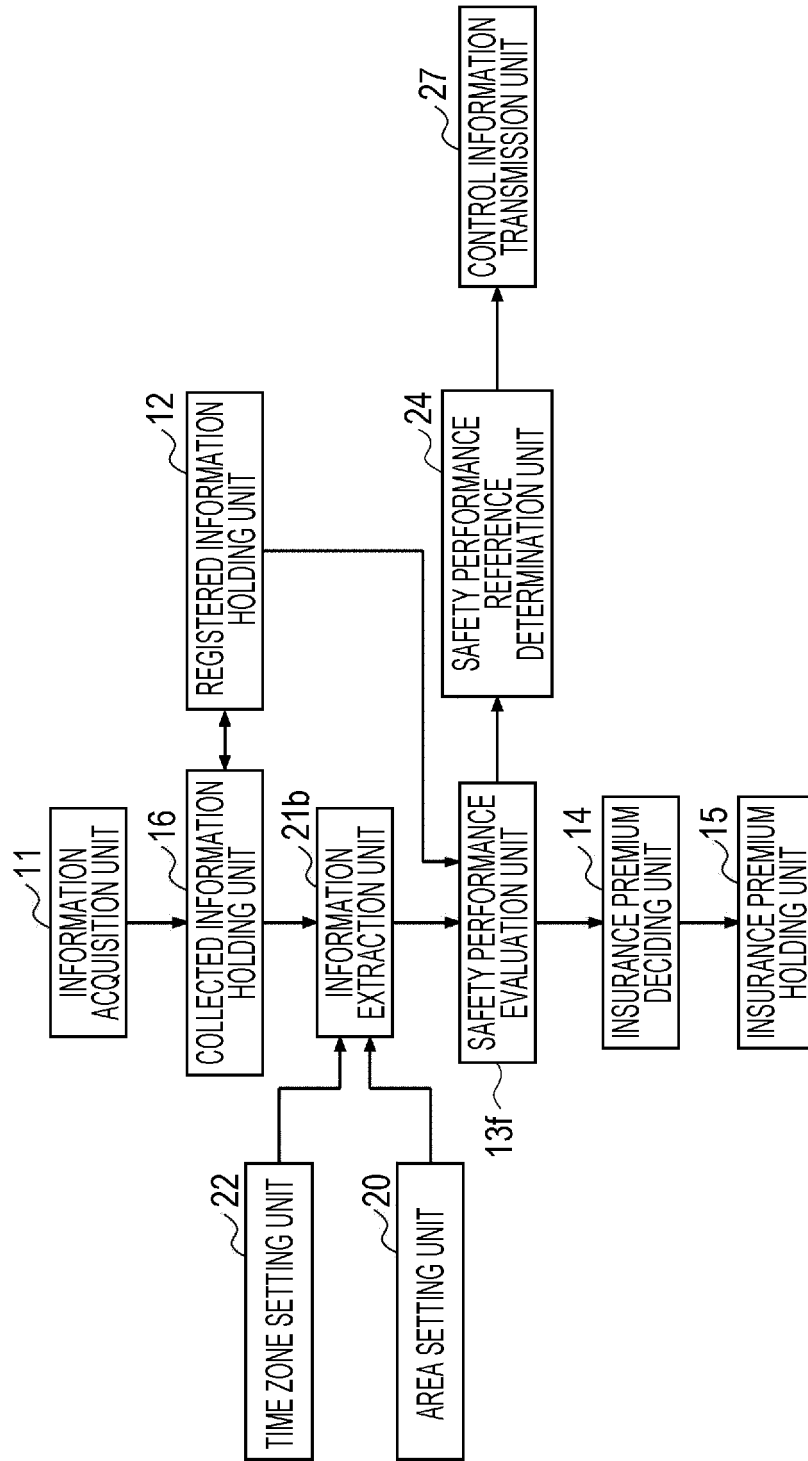 11
INFORMATION
ACQUISITION UNIT
16
COLLECTED INFORMATION
HOLDING UNIT
12
REGISTERED INFORMATION
HOLDING UNIT
22
TIME ZONE SETTING UNIT
21b
INFORMATION
EXTRACTION UNIT
20
AREA SETTING UNIT
13f
SAFETY PERFORMANCE
EVALUATION UNIT
24
SAFETY PERFORMANCE
REFERENCE
DETERMINATION UNIT
27
CONTROL INFORMATION
TRANSMISSION UNIT
14
INSURANCE PREMIUM
DECIDING UNIT
15
INSURANCE PREMIUM
HOLDING UNIT